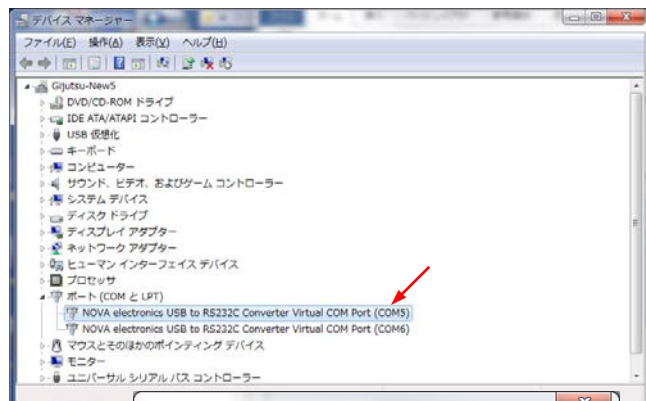 デバイス マネージャー
ファイル(F) 操作(A) 表示(V) ヘルプ(H)
Gijutsu-New5
DVD/CD-ROM ドライブ
IDE ATA/ATAPI コントローラー
USB 仮想化
キーボード
コンピューター
サウンド、ビデオ、およびゲーム コントローラー
システム デバイス
ディスク ドライブ
ディスプレイ アダプター
ネットワーク アダプター
ヒューマン インターフェイス デバイス
プロセッサ
ポート (COM と LPT)
NOVA electronics USB to RS232C Converter Virtual COM Port (COM5)
NOVA electronics USB to RS232C Converter Virtual COM Port (COM6)
マウスとそのほかのポインティング デバイス
モニター
ユニバーサル シリアル バス コントローラー